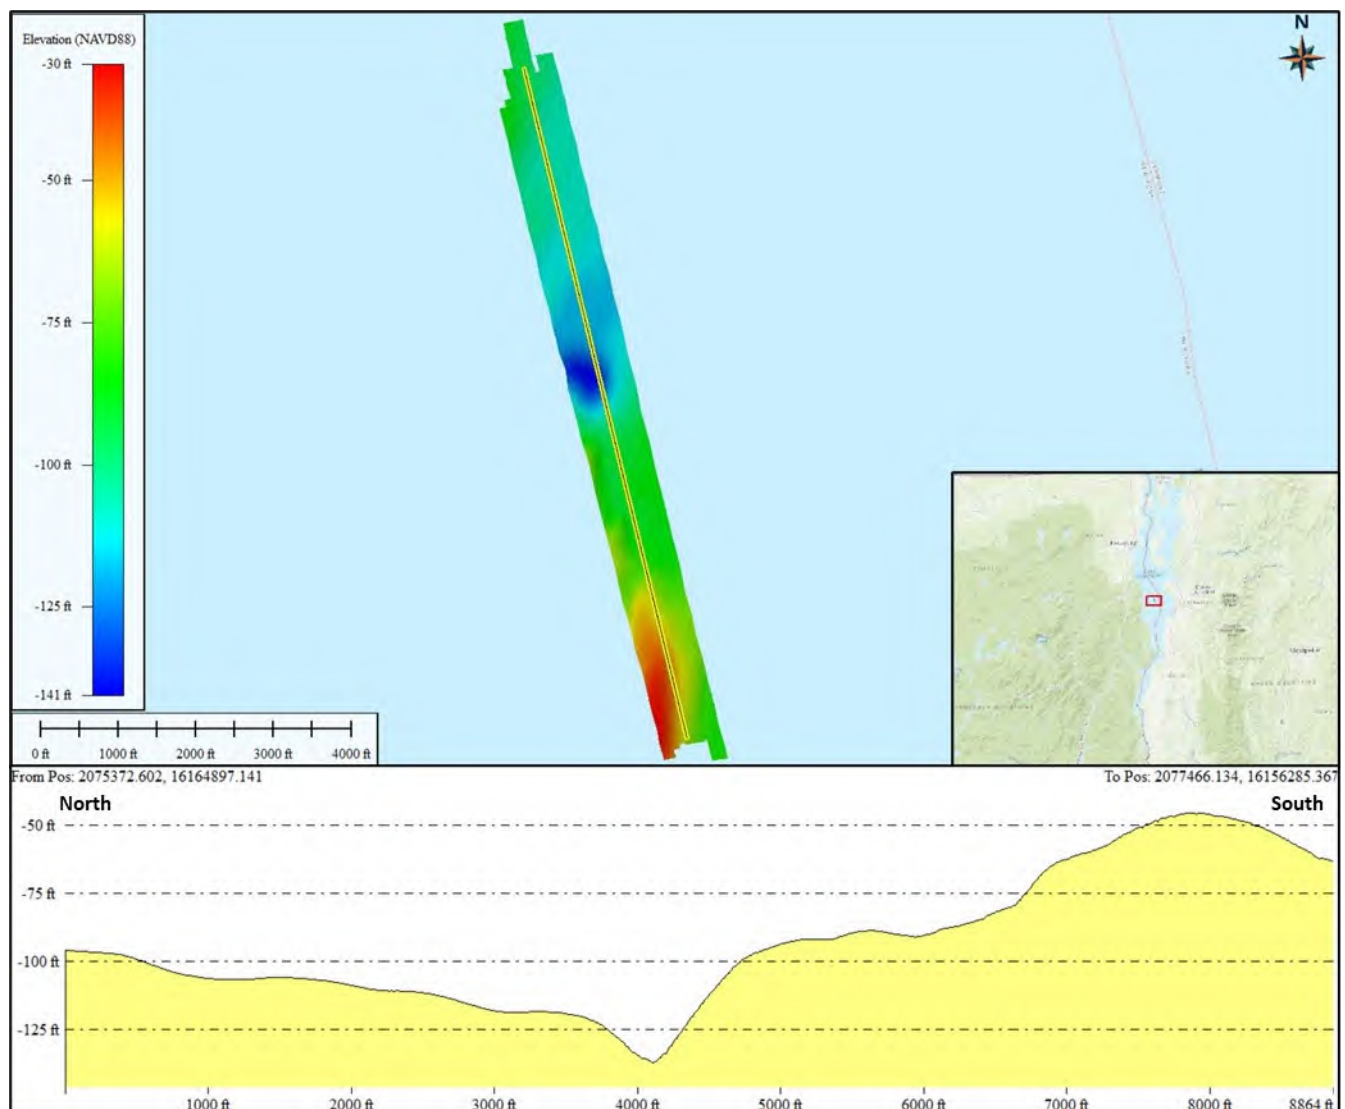 Elevation (NAVD88)
-30 ft
-50 ft
-75 ft
-100 ft
-125 ft
-141 ft
N
0 ft 1000 ft 2000 ft 3000 ft 4000 ft
From Pos: 2075372.602, 16164897.141
To Pos: 2077466.134, 16156285.367
North
South
-50 ft
-75 ft
-100 ft
-125 ft
1000 ft 2000 ft 3000 ft 4000 ft 5000 ft 6000 ft 7000 ft 8000 ft 8864 ft